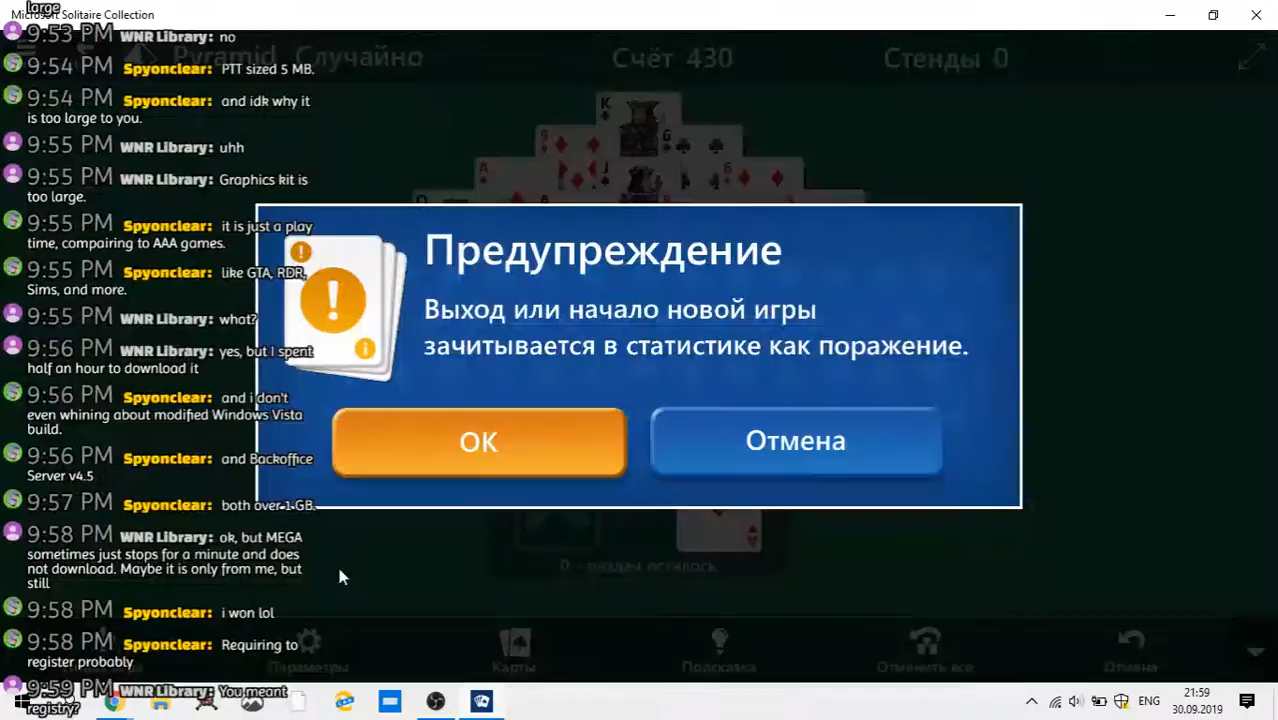 large
Microsoft Solitaire Collection
9:53 PM WNR Library: no
Pyramid Случайно
Счёт 430
Стенды 0
9:54 PM Spyonclear: PTT sized 5 MB.
9:54 PM Spyonclear: and idk why it
is too large to you.
9:55 PM WNR Library: uhh
9:55 PM WNR Library: Graphics kit is
too large.
9:55 PM Spyonclear: it is just a play
time, compairing to AAA games.
9:55 PM Spyonclear: like GTA, RDR,
Sims, and more.
9:55 PM WNR Library: what?
9:56 PM WNR Library: yes, but I spent
half an hour to download it
9:56 PM Spyonclear: and i don't
even whining about modified Windows Vista
build.
9:56 PM Spyonclear: and Backoffice
Server v4.5
9:57 PM Spyonclear: both over 1 GB.
9:58 PM WNR Library: ok, but MEGA
sometimes just stops for a minute and does
not download. Maybe it is only from me, but
still
9:58 PM Spyonclear: i won lol
9:58 PM Spyonclear: Requiring to
register probably
9:59 PM WNR Library: You meant
registry?
K
9
6
A
J
6
Предупреждение
Выход или начало новой игры
зачитывается в статистике как поражение.
OK
Отмена
0 - раздач осталось
Параметры
Карты
Подсказка
Отменить все
Отмена
ENG
21:59
30.09.2019